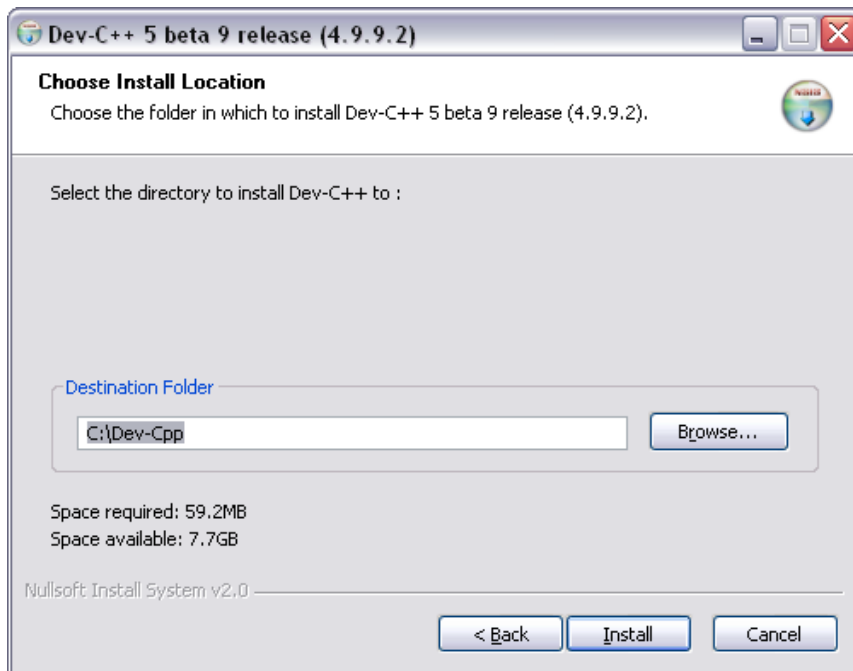 Dev-C++ 5 beta 9 release (4.9.9.2)
Choose Install Location
Choose the folder in which to install Dev-C++ 5 beta 9 release (4.9.9.2).
Select the directory to install Dev-C++ to :
Destination Folder
C:\Dev-Cpp
Browse...
Space required: 59.2MB
Space available: 7.7GB
Nullsoft Install System v2.0
< Back Install Cancel